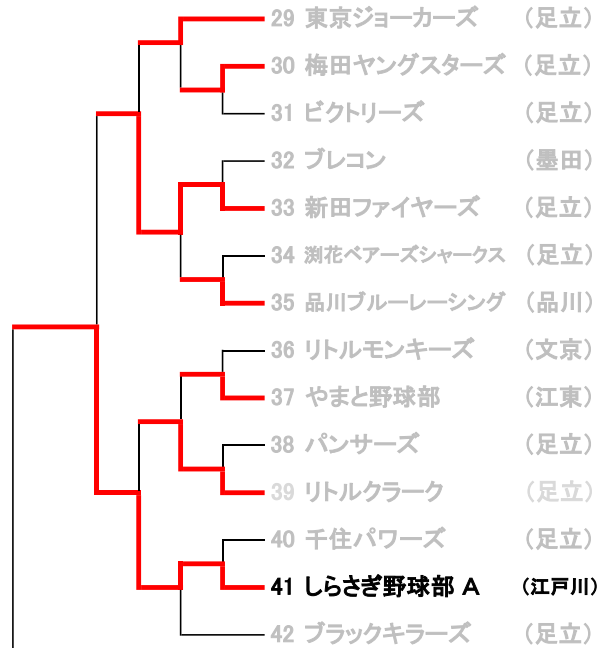 29 東京ジョーカーズ （足立）
30 梅田ヤングスターズ （足立）
31 ビクトリーズ （足立）
32 ブレコン （墨田）
33 新田ファイヤーズ （足立）
34 渕花ベアーズシャークス （足立）
35 品川ブルーレーシング （品川）
36 リトルモンキーズ （文京）
37 やまと野球部 （江東）
38 パンサーズ （足立）
39 リトルクラーク （足立）
40 千住パワーズ （足立）
41 しらさぎ野球部 A （江戸川）
42 ブラックキラーズ （足立）